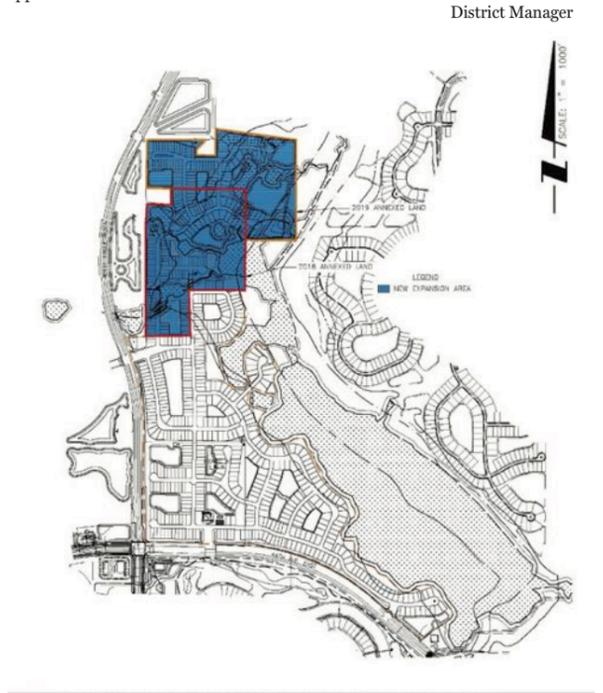 District Manager
SCALE: 1" = 1000'
2019 ANNEXED LAND
2018 ANNEXED LAND
LEGEND
NEW EXPANSION AREA